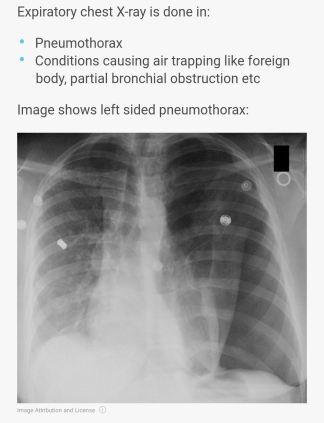 Expiratory chest X-ray is done in:
Pneumothorax
Conditions causing air trapping like foreign
body, partial bronchial obstruction etc
Image shows left sided pneumothorax:
Image Attribution and License